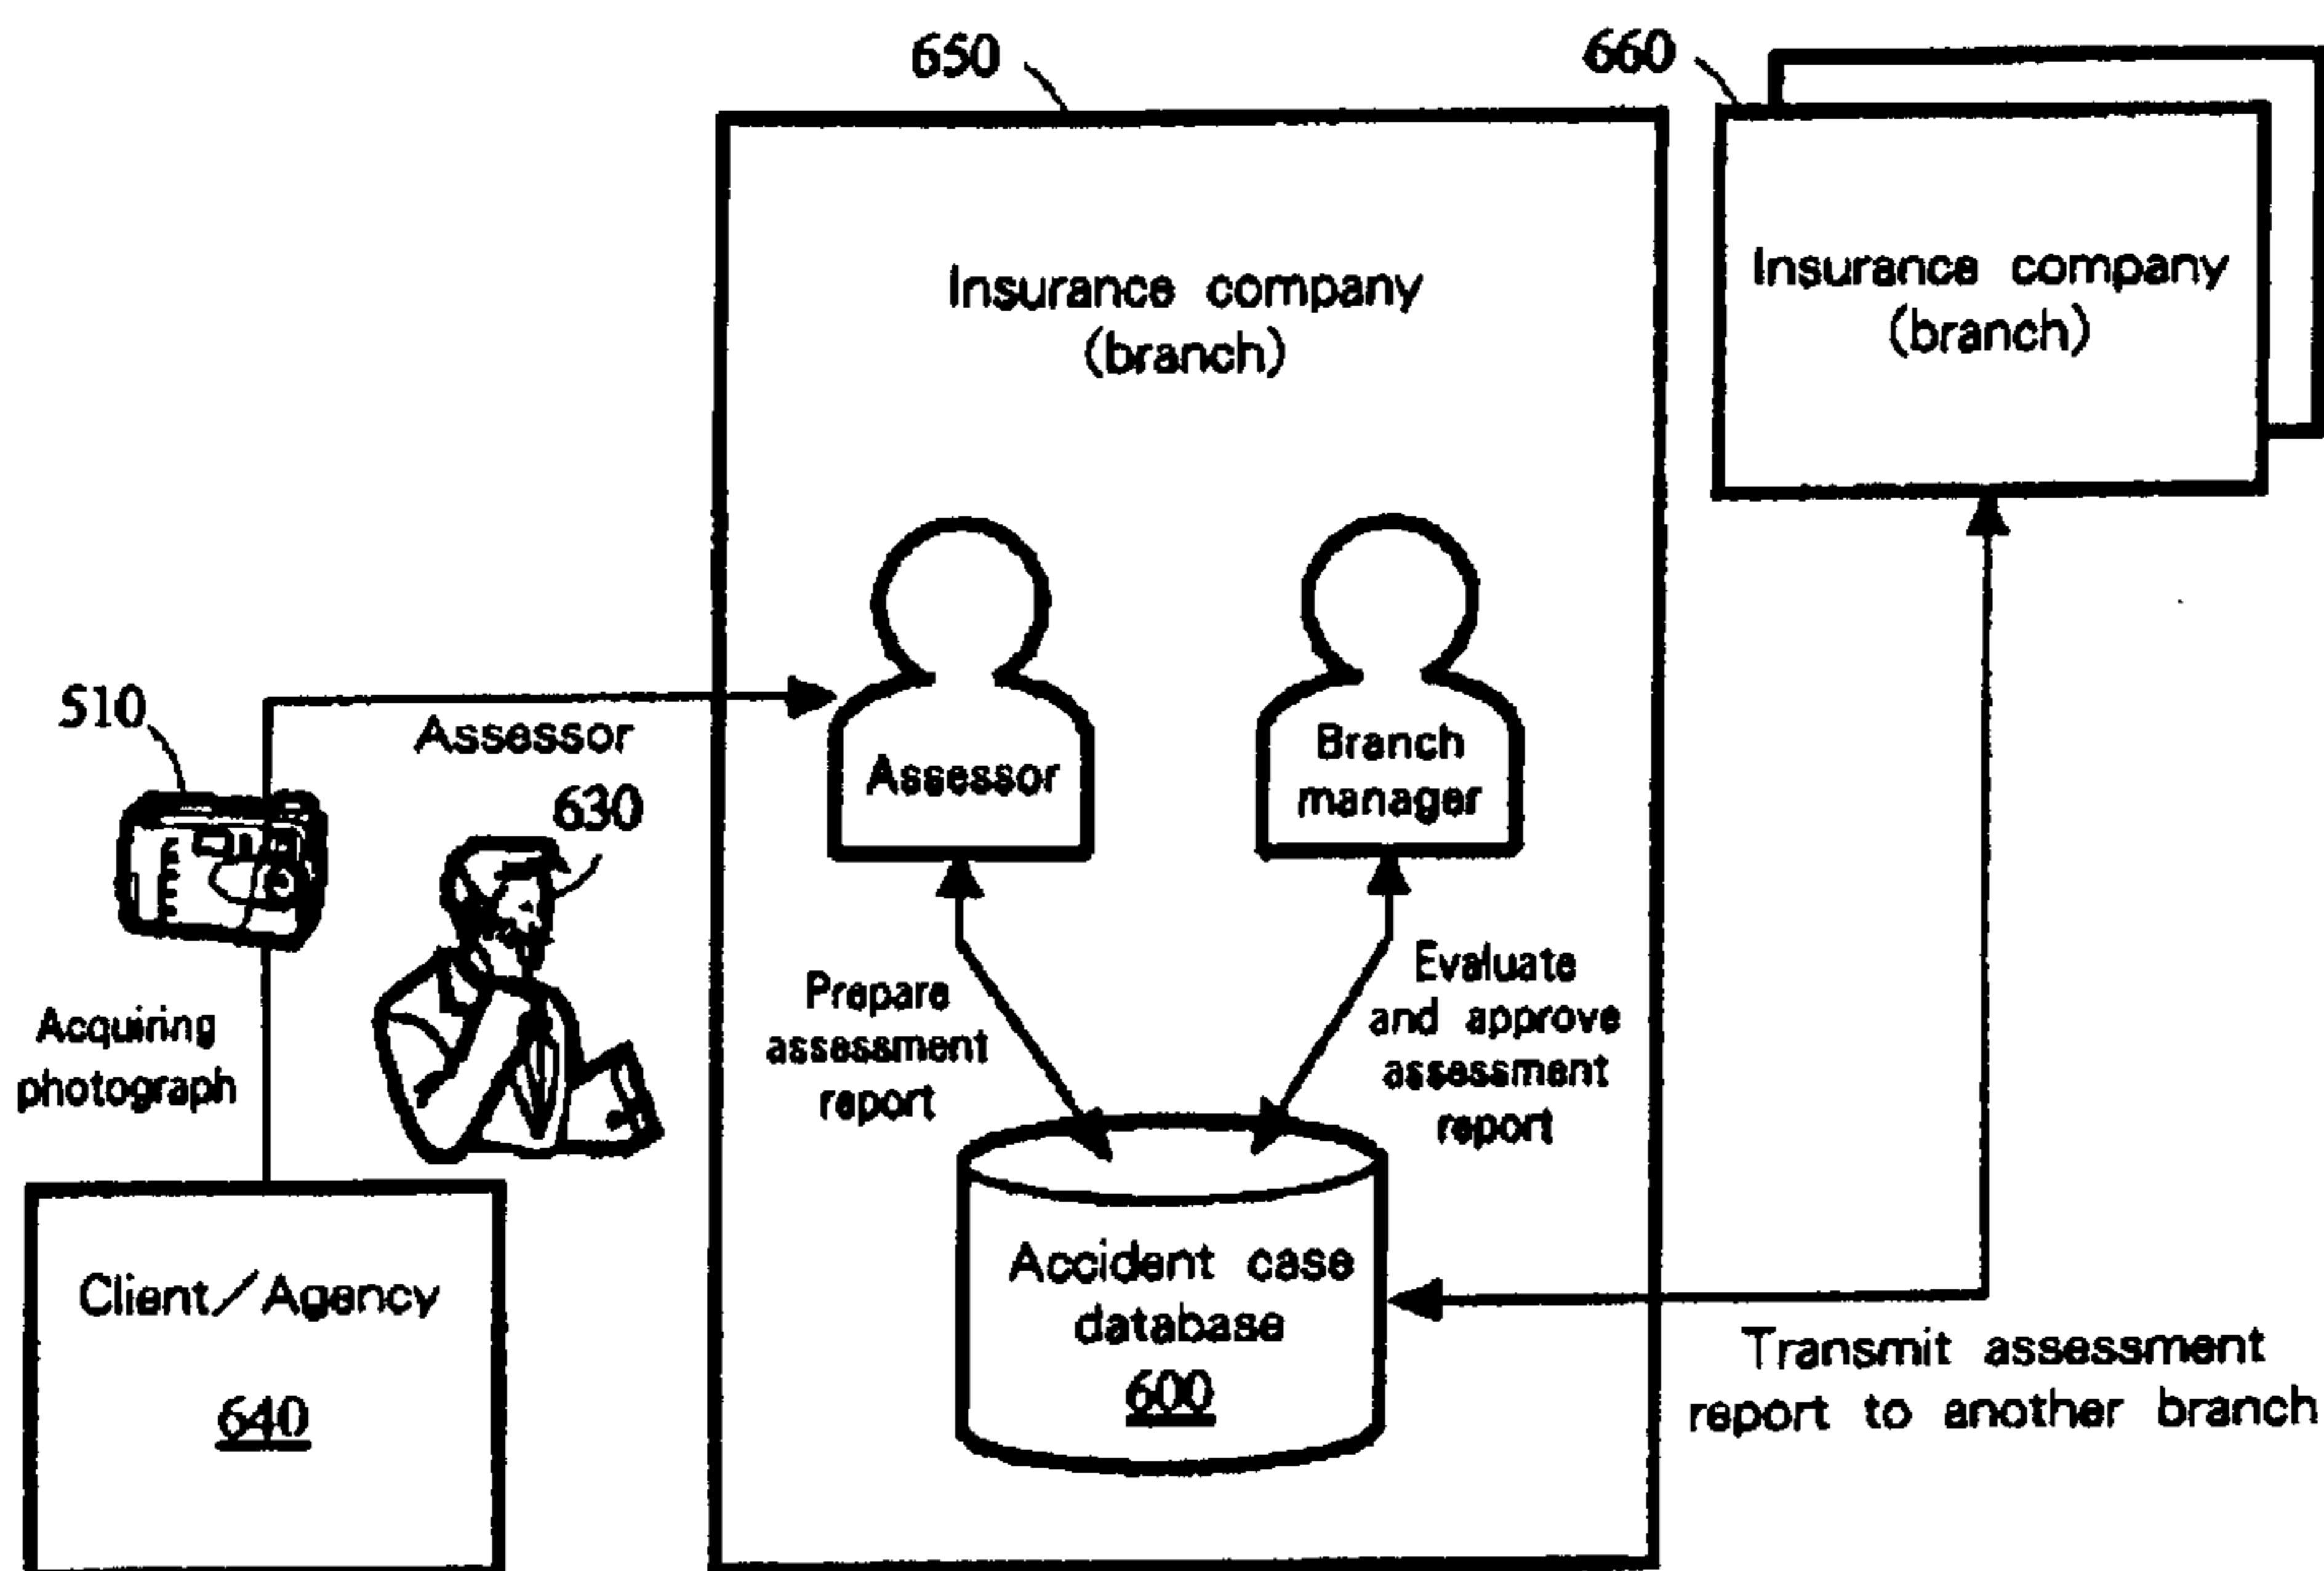 650
660
Insurance company
(branch)
Insurance company
(branch)
510
Assessor
630
Assessor
Branch
manager
Acquiring
photograph
Prepare
assessment
report
Evaluate
and approve
assessment
report
Client/Agency
640
Accident case
database
600
Transmit assessment
report to another branch